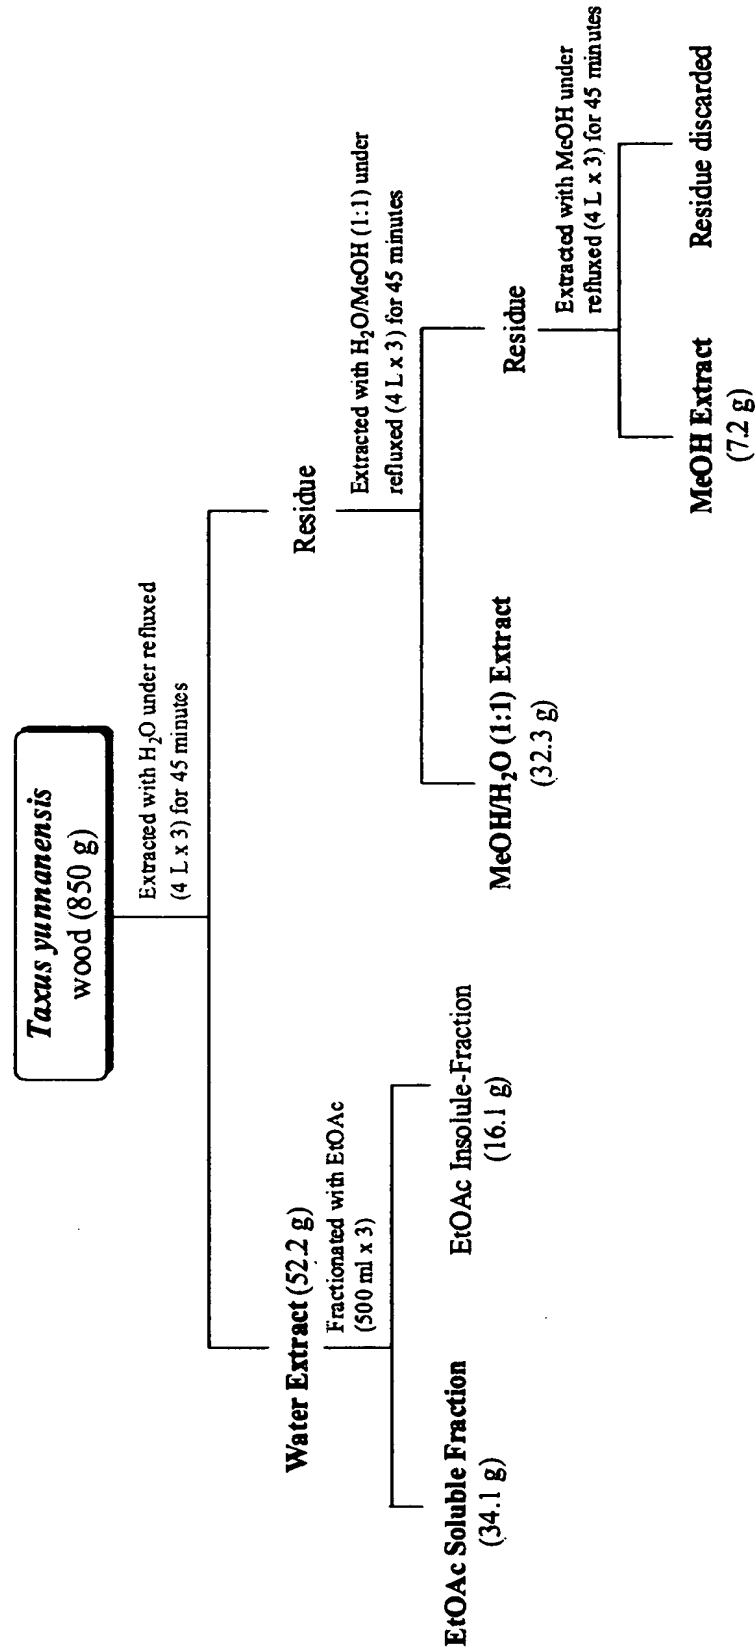 Taxus yunnanensis
wood (850 g)
Extracted with H₂O under refluxed
(4 L x 3) for 45 minutes
Water Extract (52.2 g)
Residue
Fractionated with EtOAc
(500 ml x 3)
Extracted with H₂O/MeOH (1:1) under
refluxed (4 L x 3) for 45 minutes
EtOAc Soluble Fraction
(34.1 g)
EtOAc Insolule-Fraction
(16.1 g)
MeOH/H₂O (1:1) Extract
(32.3 g)
Residue
Extracted with MeOH under
refluxed (4 L x 3) for 45 minutes
MeOH Extract
(7.2 g)
Residue discarded